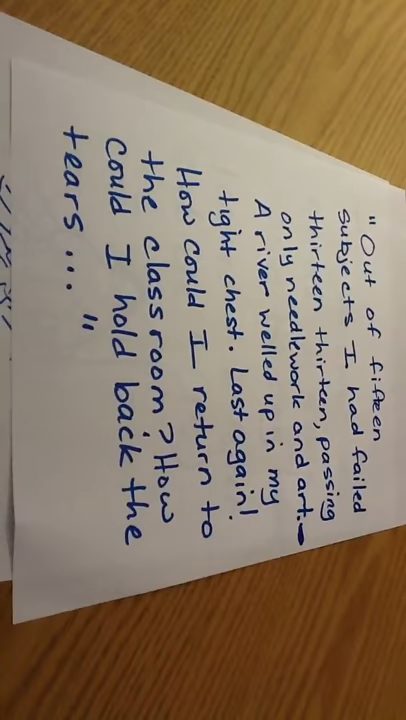 "Out of fifteen
subjects I had failed
thirteen thirteen, passing
only needlework and art.
A river welled up in my
tight chest. Last again!
How could I return to
the classroom? How
could I hold back the
tears... "